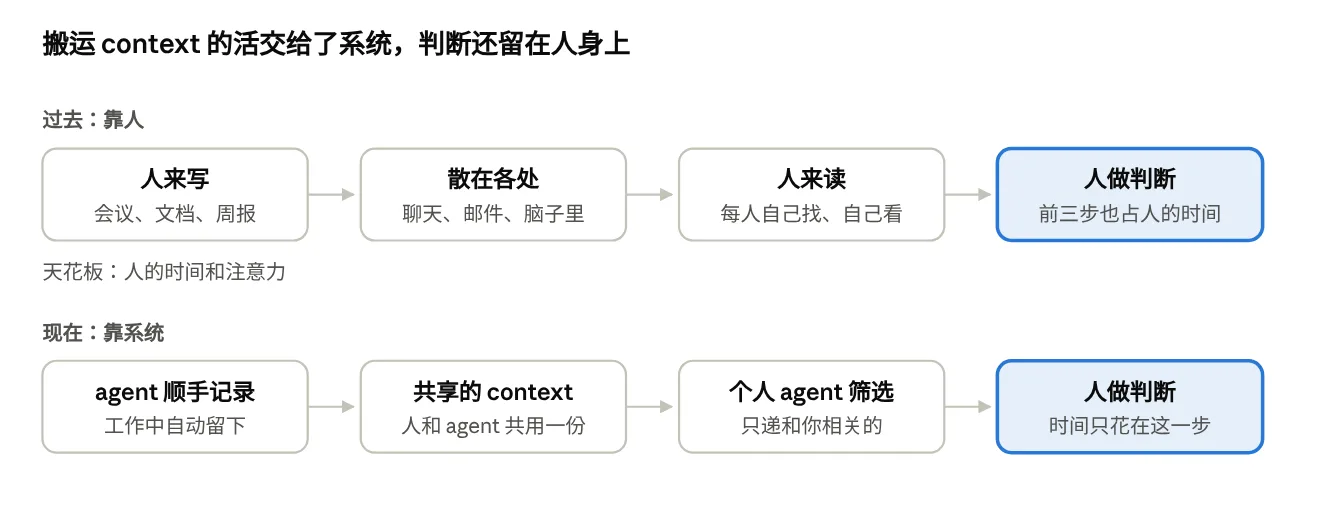 搬运 context 的活交给了系统，判断还留在人身上
过去：靠人
人来写
会议、文档、周报
散在各处
聊天、邮件、脑子里
人来读
每人自己找、自己看
人做判断
前三步也占人的时间
天花板：人的时间和注意力
现在：靠系统
agent 顺手记录
工作中自动留下
共享的 context
人和 agent 共用一份
个人 agent 筛选
只递和你相关的
人做判断
时间只花在这一步